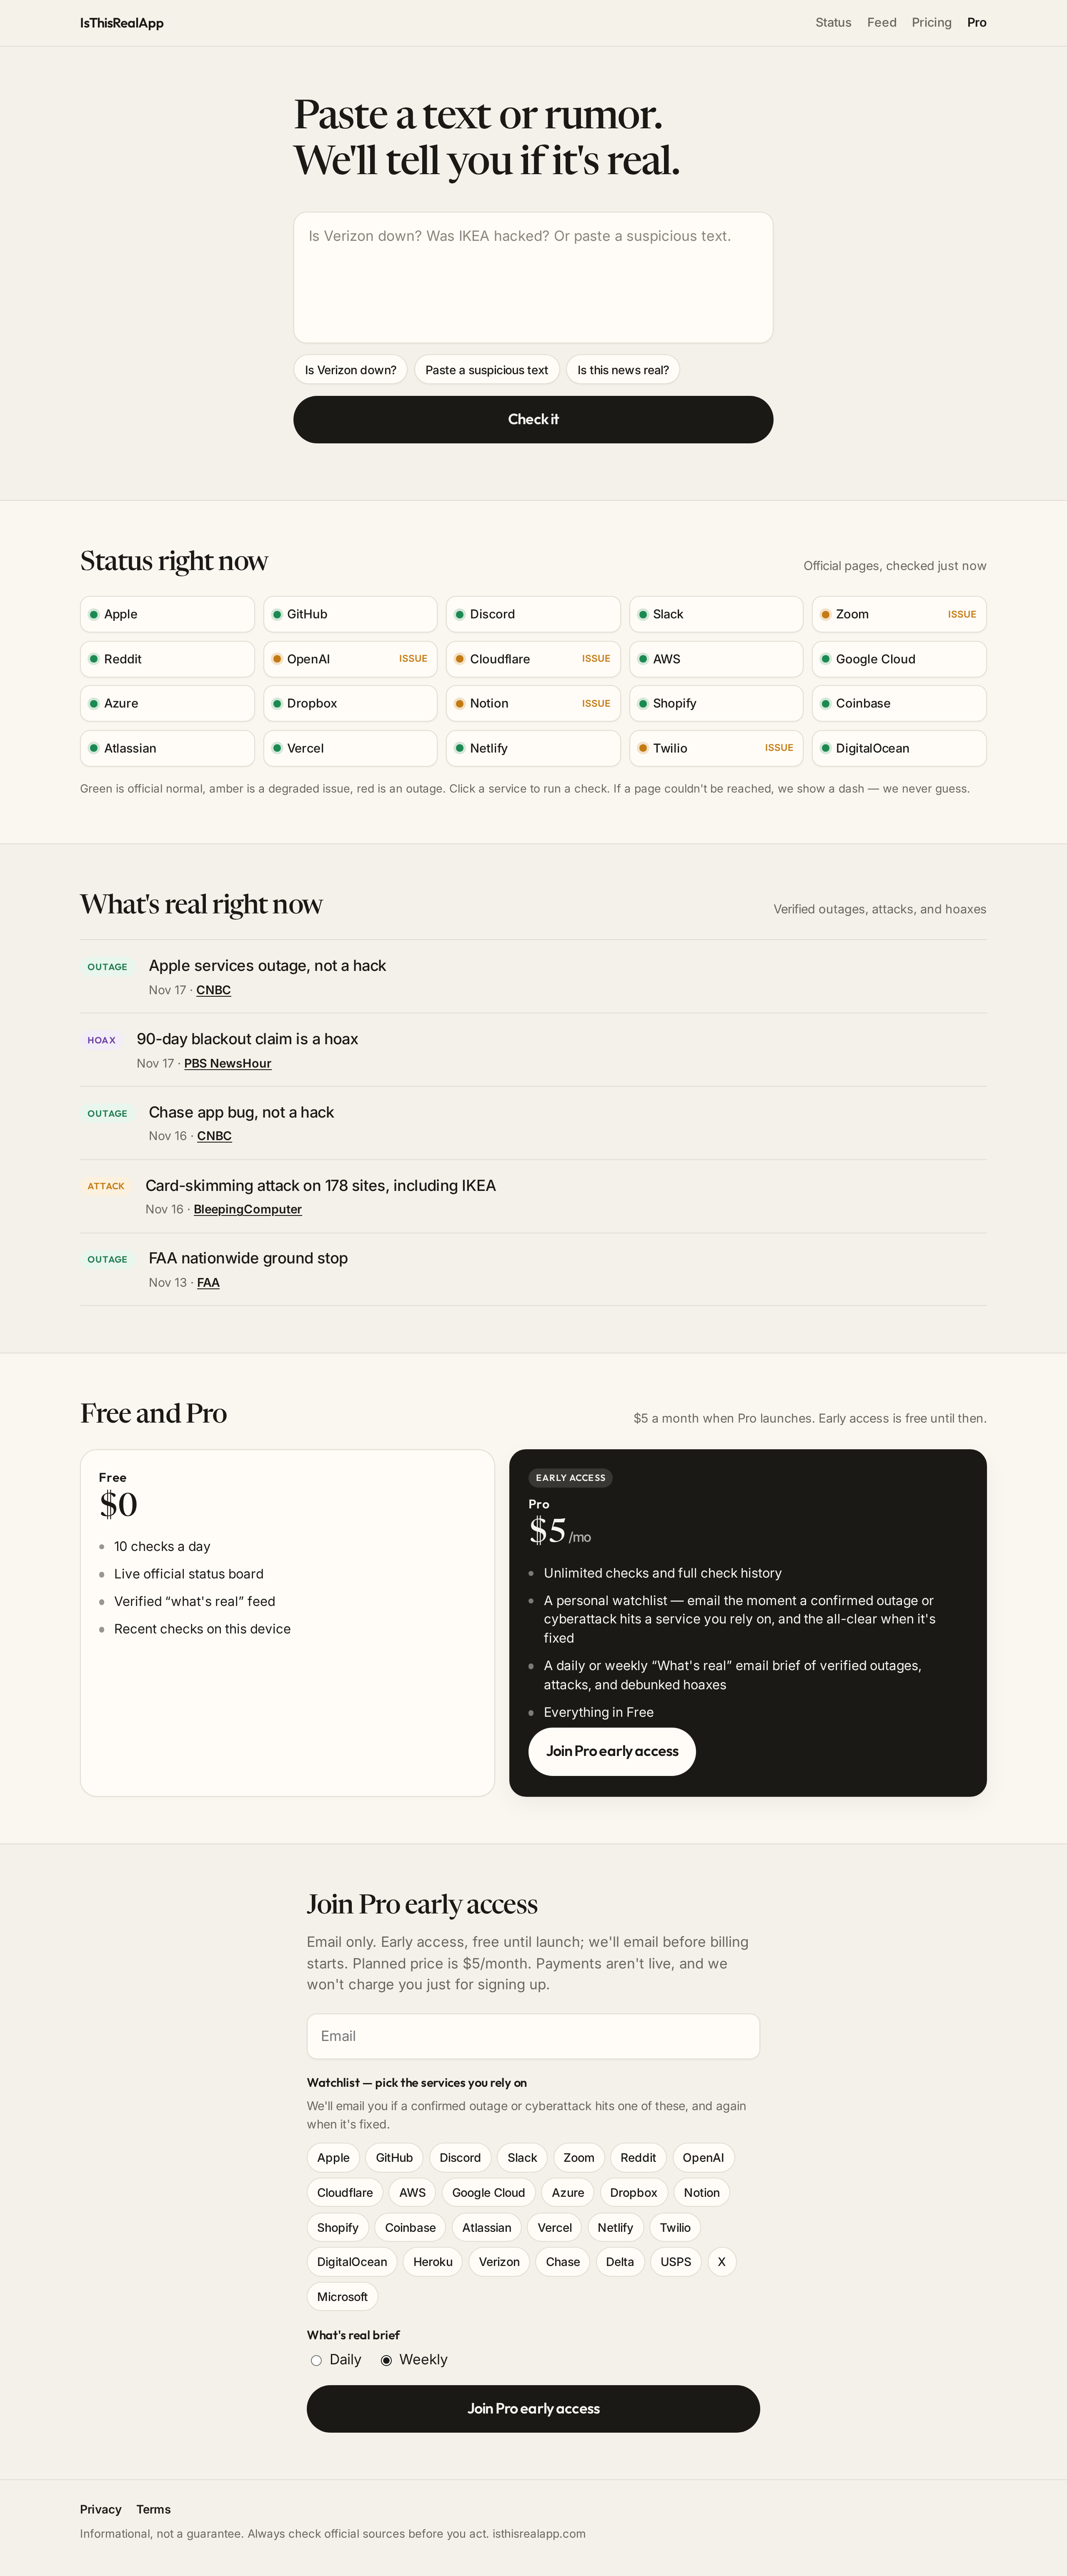 IsThisRealApp
Status Feed Pricing Pro
Paste a text or rumor.
We'll tell you if it's real.
Is Verizon down? Was IKEA hacked? Or paste a suspicious text.
Is Verizon down? Paste a suspicious text Is this news real?
Check it
Status right now
Official pages, checked just now
Apple GitHub Discord Slack Zoom ISSUE
Reddit OpenAI ISSUE Cloudflare ISSUE AWS Google Cloud
Azure Dropbox Notion ISSUE Shopify Coinbase
Atlassian Vercel Netlify Twilio ISSUE DigitalOcean
Green is official normal, amber is a degraded issue, red is an outage. Click a service to run a check. If a page couldn't be reached, we show a dash — we never guess.
What's real right now
Verified outages, attacks, and hoaxes
OUTAGE Apple services outage, not a hack
Nov 17 · CNBC
HOAX 90-day blackout claim is a hoax
Nov 17 · PBS NewsHour
OUTAGE Chase app bug, not a hack
Nov 16 · CNBC
ATTACK Card-skimming attack on 178 sites, including IKEA
Nov 16 · BleepingComputer
OUTAGE FAA nationwide ground stop
Nov 13 · FAA
Free and Pro
$5 a month when Pro launches. Early access is free until then.
Free
$0
10 checks a day
Live official status board
Verified “what's real” feed
Recent checks on this device
EARLY ACCESS
Pro
$5 /mo
Unlimited checks and full check history
A personal watchlist — email the moment a confirmed outage or
cyberattack hits a service you rely on, and the all-clear when it's
fixed
A daily or weekly “What's real” email brief of verified outages,
attacks, and debunked hoaxes
Everything in Free
Join Pro early access
Join Pro early access
Email only. Early access, free until launch; we'll email before billing
starts. Planned price is $5/month. Payments aren't live, and we
won't charge you just for signing up.
Email
Watchlist — pick the services you rely on
We'll email you if a confirmed outage or cyberattack hits one of these, and again
when it's fixed.
Apple GitHub Discord Slack Zoom Reddit OpenAI
Cloudflare AWS Google Cloud Azure Dropbox Notion
Shopify Coinbase Atlassian Vercel Netlify Twilio
DigitalOcean Heroku Verizon Chase Delta USPS X
Microsoft
What's real brief
Daily Weekly
Join Pro early access
Privacy Terms
Informational, not a guarantee. Always check official sources before you act. isthisrealapp.com